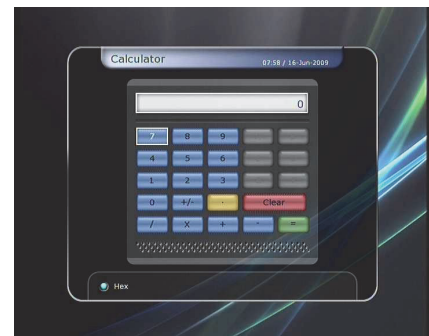 Calculator 07:58 / 16-Jun-2009
0
7 8 9
4 5 6
1 2 3
0 +/- . Clear
/ X + - =
Hex